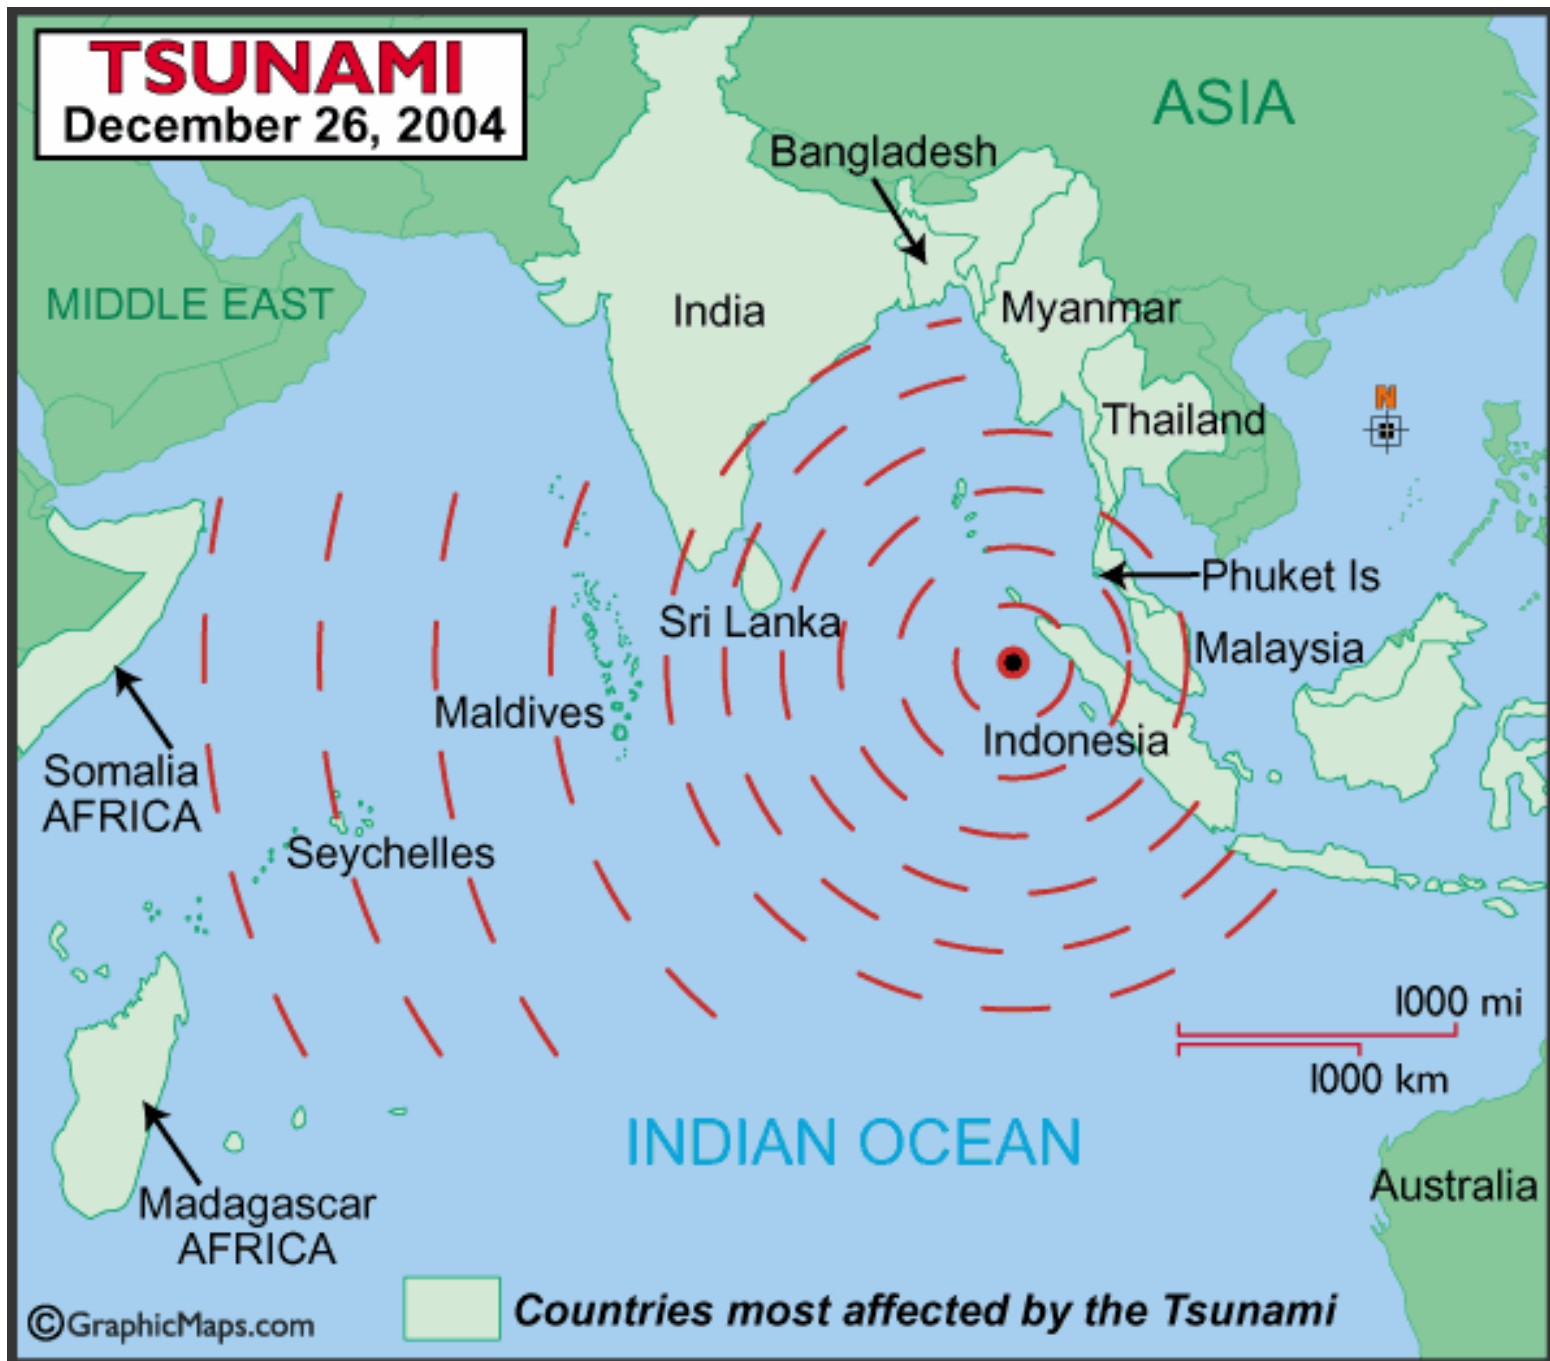 TSUNAMI
December 26, 2004
ASIA
Bangladesh
MIDDLE EAST
India
Myanmar
N
Thailand
Phuket Is
Sri Lanka
Malaysia
Maldives
Indonesia
Somalia
AFRICA
Seychelles
1000 mi
1000 km
INDIAN OCEAN
Australia
Madagascar
AFRICA
Countries most affected by the Tsunami
©GraphicMaps.com